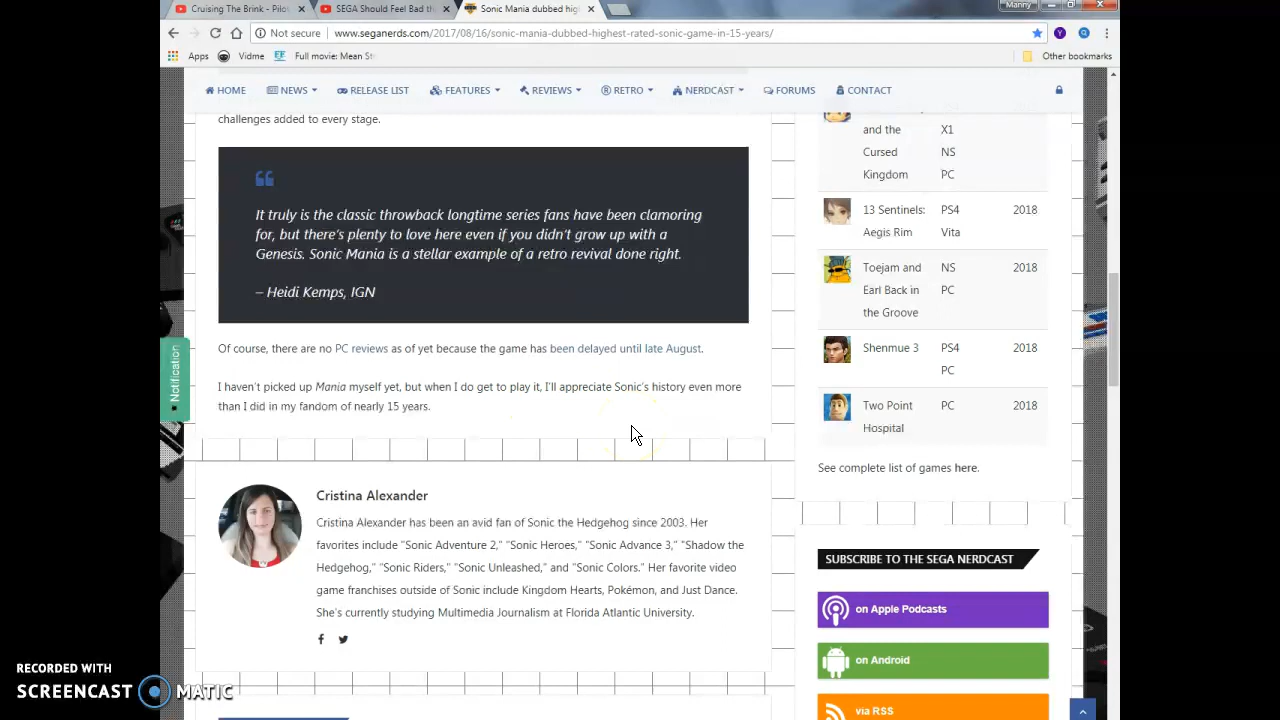 Cruising The Brink - Pilot
SEGA Should Feel Bad th
Sonic Mania dubbed hig
Manny
Not secure www.seganerds.com/2017/08/16/sonic-mania-dubbed-highest-rated-sonic-game-in-15-years/
Apps Vidme Full movie: Sony St Other bookmarks
HOME NEWS RELEASE LIST FEATURES REVIEWS RETRO NERDCAST FORUMS CONTACT
challenges added to every stage.
It truly is the classic throwback longtime series fans have been clamoring
for, but there's plenty to love here even if you didn't grow up with a
Genesis. Sonic Mania is a stellar example of a retro revival done right.
– Heidi Kemps, IGN
Of course, there are no PC reviews as of yet because the game has been delayed until late August.
I haven't picked up Mania myself yet, but when I do get to play it, I'll appreciate Sonic's history even more
than I did in my fandom of nearly 15 years.
Cristina Alexander
Cristina Alexander has been an avid fan of Sonic the Hedgehog since 2003. Her
favorites include "Sonic Adventure 2," "Sonic Heroes," "Sonic Advance 3," "Shadow the
Hedgehog," "Sonic Riders," "Sonic Unleashed," and "Sonic Colors." Her favorite video
game franchises outside of Sonic include Kingdom Hearts, Pokémon, and Just Dance.
She's currently studying Multimedia Journalism at Florida Atlantic University.
and the X1
Cursed NS
Kingdom PC
13 Sentinels: PS4 2018
Aegis Rim Vita
Toejam and NS 2018
Earl Back in PC
the Groove
Shenmue 3 PS4 2018
PC
Two Point PC 2018
Hospital
See complete list of games here.
SUBSCRIBE TO THE SEGA NERDCAST
on Apple Podcasts
on Android
via RSS
Notification
RECORDED WITH
SCREENCAST MATIC